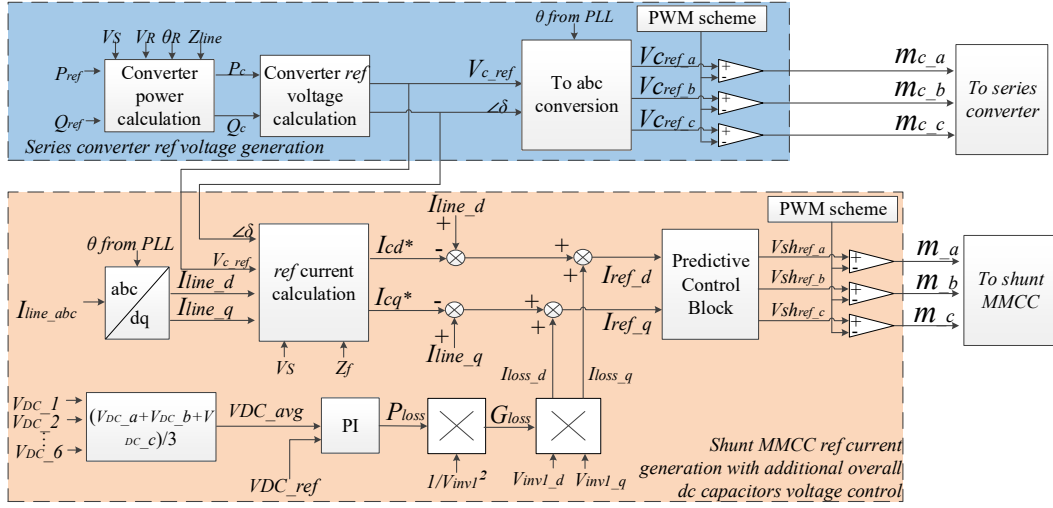 θ from PLL
PWM scheme
VS
VR
θR
Zline
Pref
Qref
Converter
power
calculation
Pc
Qc
Converter ref
voltage
calculation
Vc_ref
∠δ
To abc
conversion
Vcref_a
Vcref_b
Vcref_c
+
-
+
-
+
-
mc_a
mc_b
mc_c
To series
converter
Series converter ref voltage generation
θ from PLL
Iline_abc
abc
dq
∠δ
Vc_ref
Iline_d
Iline_q
ref current
calculation
VS
Zf
Icd*
Icq*
Iline_d
+
-
-
+
Iline_q
+
+
+
+
Iref_d
Iref_q
Predictive
Control
Block
PWM scheme
Vshref_a
Vshref_b
Vshref_c
+
-
+
-
+
-
m_a
m_b
m_c
To shunt
MMCC
Iloss_d
Iloss_q
VDC_1
VDC_2
⋮
VDC_6
(VDC_a+VDC_b+V
DC_c)/3
VDC_avg
VDC_ref
PI
Ploss
1/Vinv1²
Gloss
Vinv1_d
Vinv1_q
Shunt MMCC ref current
generation with additional overall
dc capacitors voltage control